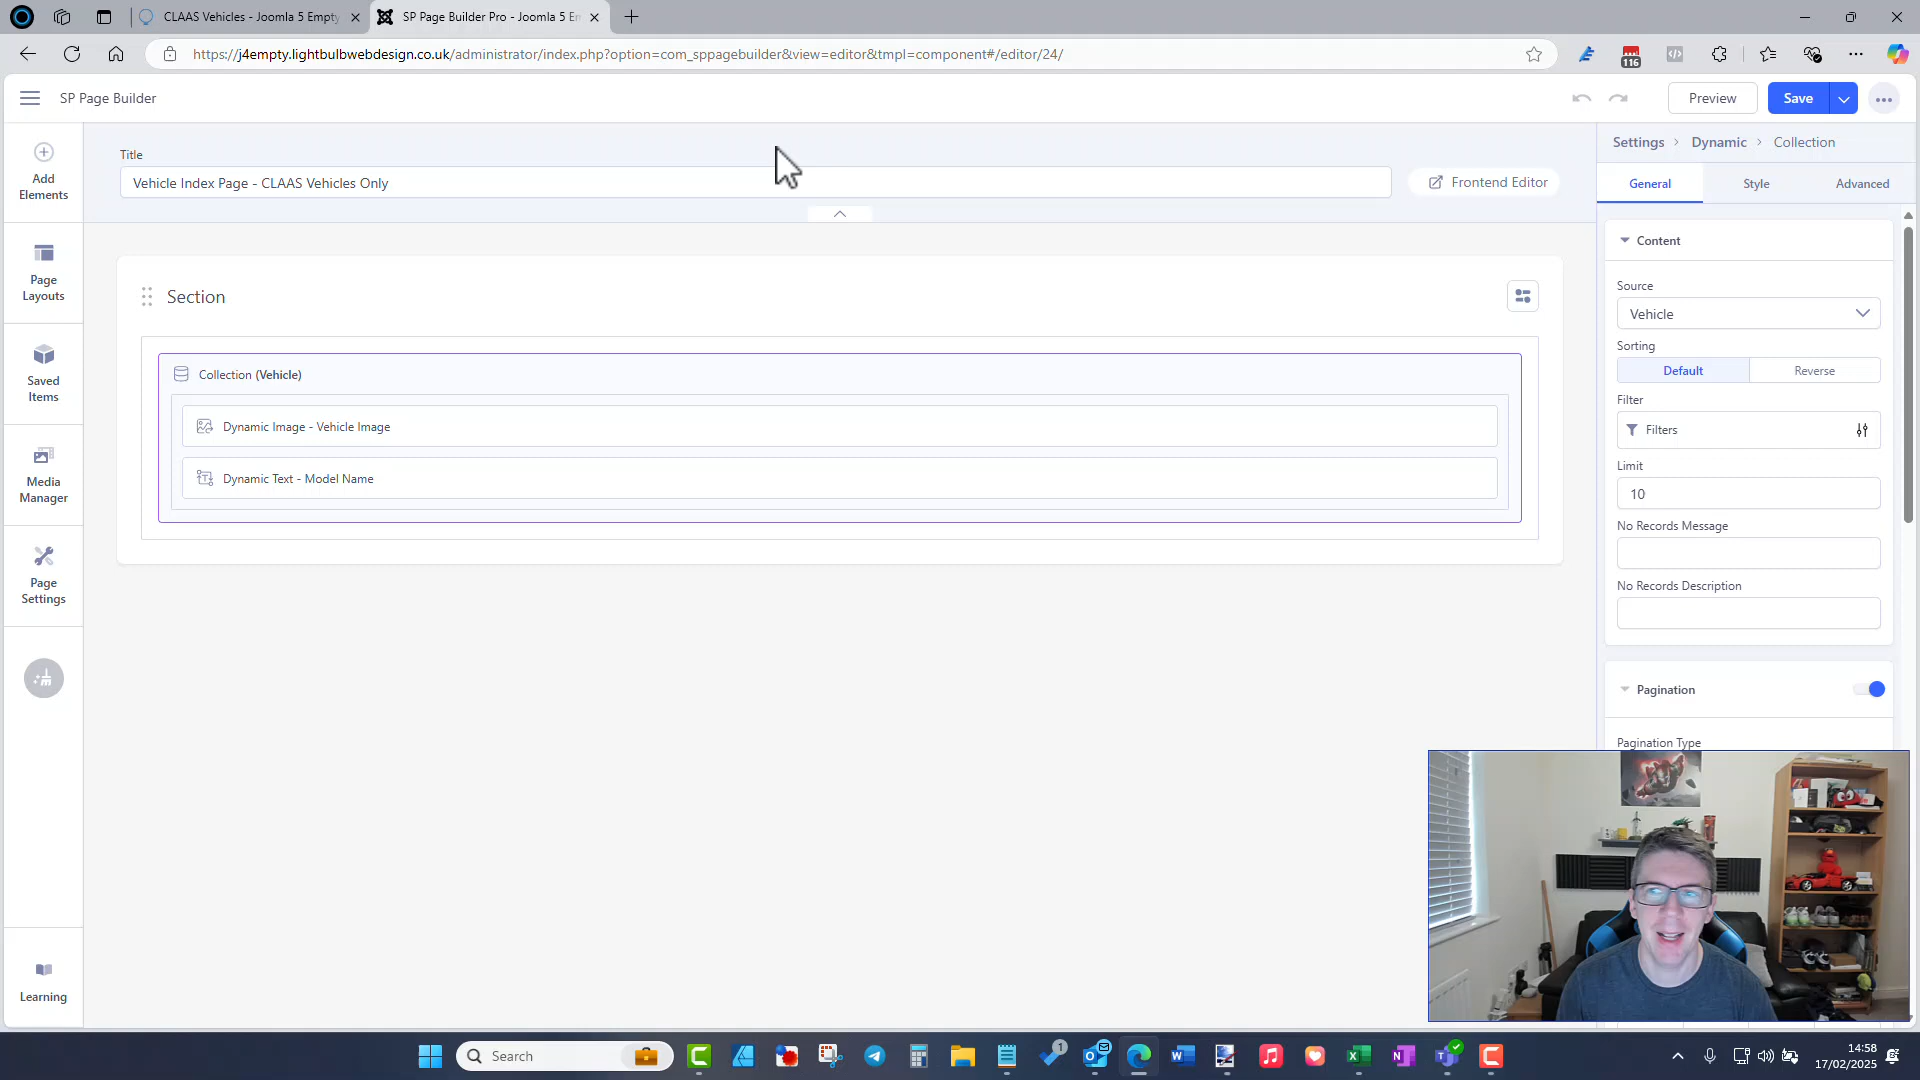 CLAAS Vehicles - Joomla 5 Empty
SP Page Builder Pro - Joomla 5 Em
https://j4empty.lightbulbwebdesign.co.uk/administrator/index.php?option=com_sppagebuilder&view=editor&tmpl=component#/editor/24/
116
SP Page Builder
Preview
Save
Add
Elements
Page
Layouts
Saved
Items
Media
Manager
Page
Settings
Learning
Title
Vehicle Index Page - CLAAS Vehicles Only
Frontend Editor
Section
Collection (Vehicle)
Dynamic Image - Vehicle Image
Dynamic Text - Model Name
Settings > Dynamic > Collection
General
Style
Advanced
Content
Source
Vehicle
Sorting
Default
Reverse
Filter
Filters
Limit
10
No Records Message
No Records Description
Pagination
Pagination Type
Search
1
14:58
17/02/2025